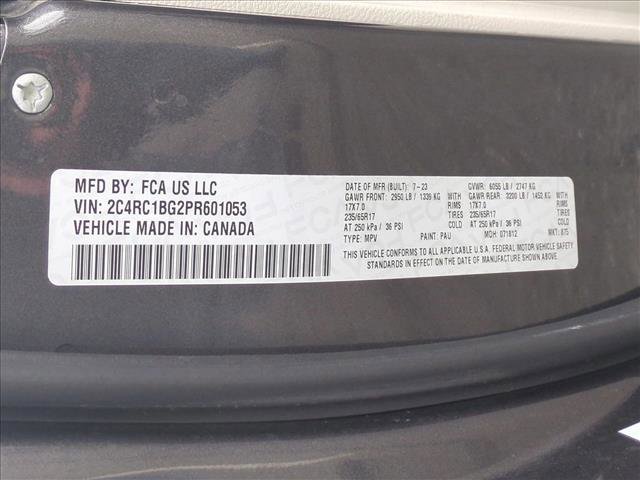 MFD BY: FCA US LLC
VIN: 2C4RC1BG2PR601053
VEHICLE MADE IN: CANADA
DATE OF MFR (BUILT): 7-23 GVWR: 6055 LB / 2747 KG
GAWR FRONT: 2950 LB / 1339 KG GAWR REAR: 3200 LB / 1452 KG
17X7.0 RIMS 17X7.0 RIMS
235/65R17 TIRES 235/65R17 TIRES
AT 250 kPa / 36 PSI COLD AT 250 kPa / 36 PSI COLD
TYPE: MPV PAINT: PAU MDH: 071812 MKT: 875
THIS VEHICLE CONFORMS TO ALL APPLICABLE U.S.A. FEDERAL MOTOR VEHICLE SAFETY
STANDARDS IN EFFECT ON THE DATE OF MANUFACTURE SHOWN ABOVE.